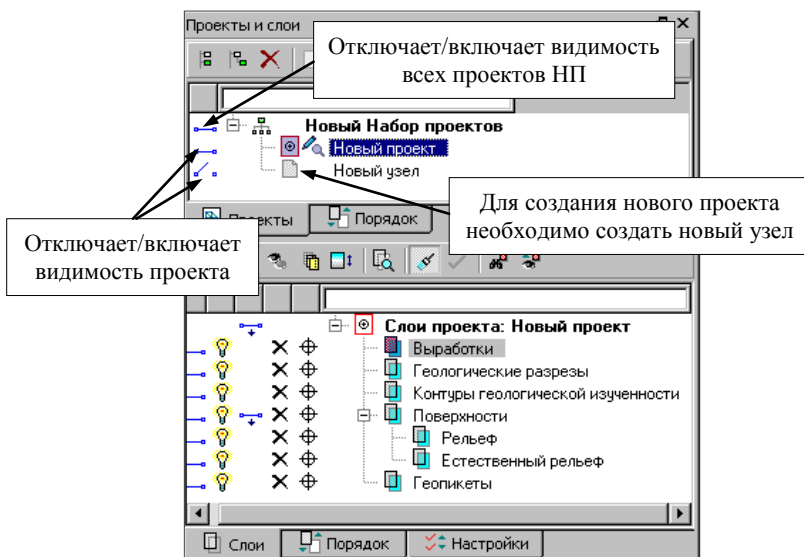 Проекты и слои
Отключает/включает видимость
всех проектов НП
Новый Набор проектов
Новый проект
Новый узел
Проекты
Порядок
Для создания нового проекта
необходимо создать новый узел
Отключает/включает
видимость проекта
Слои проекта: Новый проект
Выработки
Геологические разрезы
Контуры геологической изученности
Поверхности
Рельеф
Естественный рельеф
Геопикеты
Слои
Порядок
Настройки